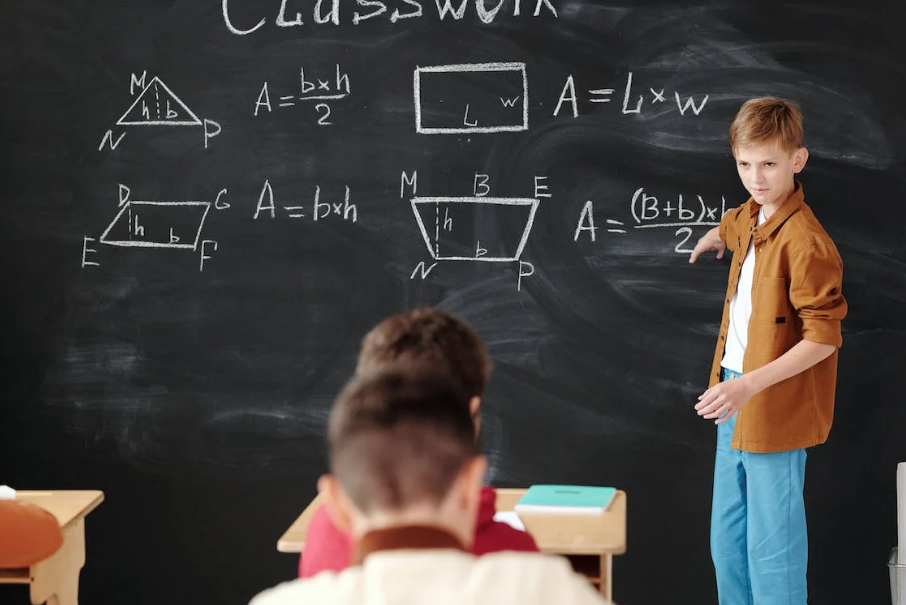 Classwork
M
h b
N P
A = b×h
2
L w
A = L×w
D G
h b
E F
A = b×h
M B E
h
b
N P
A = (B+b)×h
2